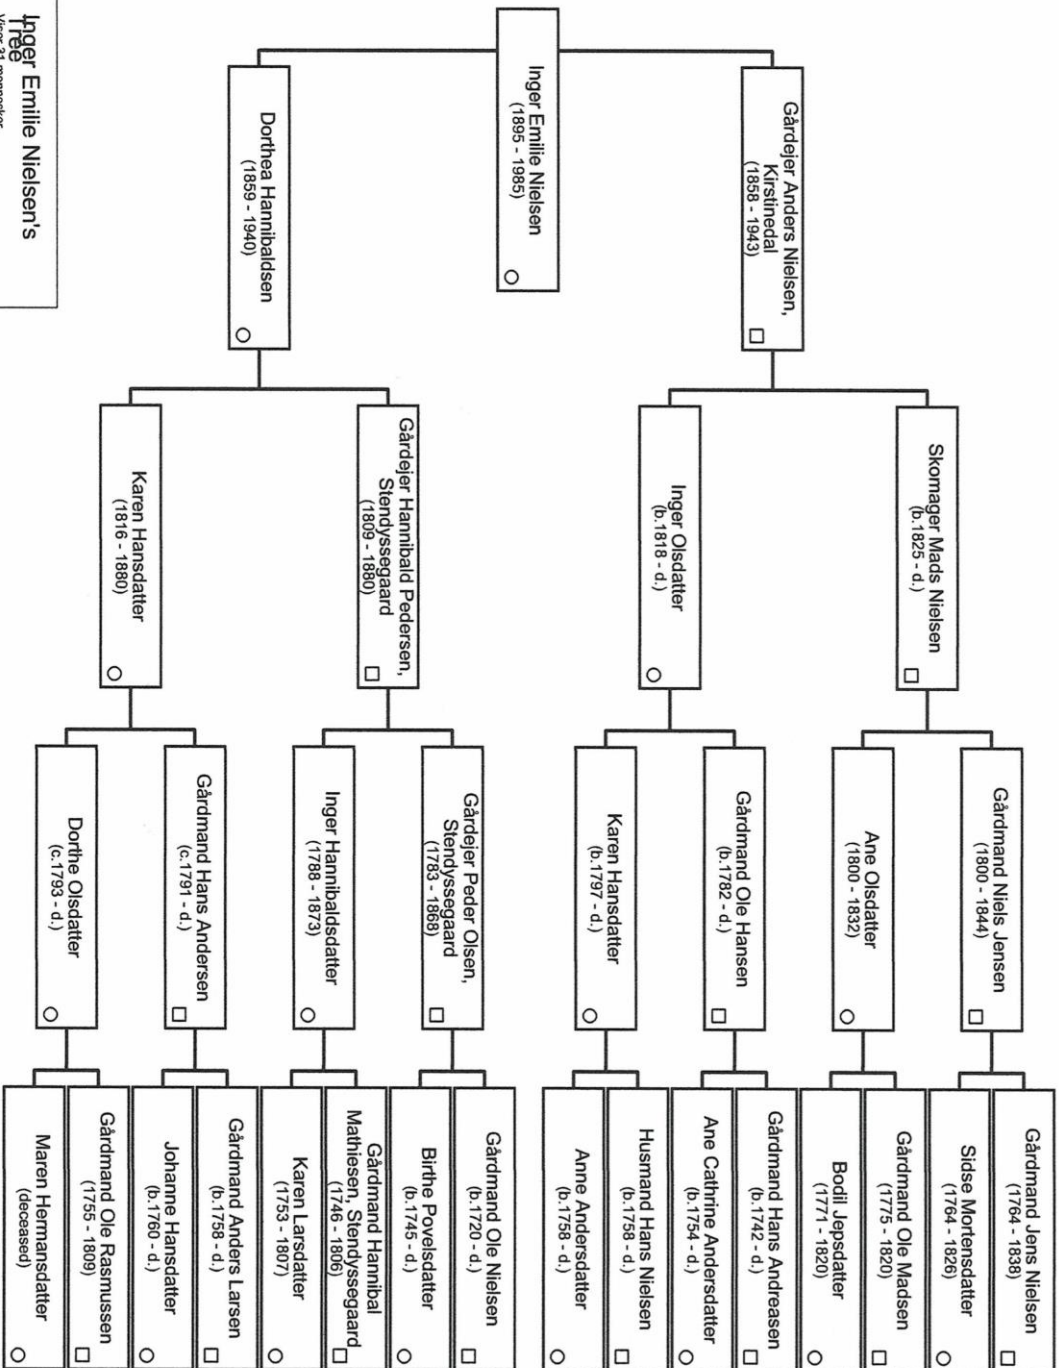 Inger Emilie Nielsen's
Tree
Viser 31 mennesker
Inger Emilie Nielsen
(1895 - 1985)
Gårdejer Anders Nielsen,
Kirstinedal
(1858 - 1943)
Dorthea Hannibaldsen
(1859 - 1940)
Skomager Mads Nielsen
(b.1825 - d.)
Inger Olsdatter
(b.1818 - d.)
Gårdejer Hannibald Pedersen,
Stendyssegaard
(1809 - 1880)
Karen Hansdatter
(1816 - 1880)
Gårdmand Niels Jensen
(1800 - 1844)
Ane Olsdatter
(1800 - 1832)
Gårdmand Ole Hansen
(b.1782 - d.)
Karen Hansdatter
(b.1797 - d.)
Gårdejer Peder Olsen,
Stendyssegaard
(1783 - 1868)
Inger Hannibaldsdatter
(1788 - 1873)
Gårdmand Hans Andersen
(c.1791 - d.)
Dorthe Olsdatter
(c.1793 - d.)
Gårdmand Jens Nielsen
(1764 - 1838)
Sidse Mortensdatter
(1764 - 1826)
Gårdmand Ole Madsen
(1775 - 1820)
Bodil Jepsdatter
(1771 - 1820)
Gårdmand Hans Andreasen
(b.1742 - d.)
Ane Cathrine Andersdatter
(b.1754 - d.)
Husmand Hans Nielsen
(b.1758 - d.)
Anne Andersdatter
(b.1758 - d.)
Gårdmand Ole Nielsen
(b.1720 - d.)
Birthe Povelsdatter
(b.1745 - d.)
Gårdmand Hannibal
Mathiesen, Stendyssegaard
(1746 - 1806)
Karen Larsdatter
(1753 - 1807)
Gårdmand Anders Larsen
(b.1758 - d.)
Johanne Hansdatter
(b.1760 - d.)
Gårdmand Ole Rasmussen
(1755 - 1809)
Maren Hermansdatter
(deceased)